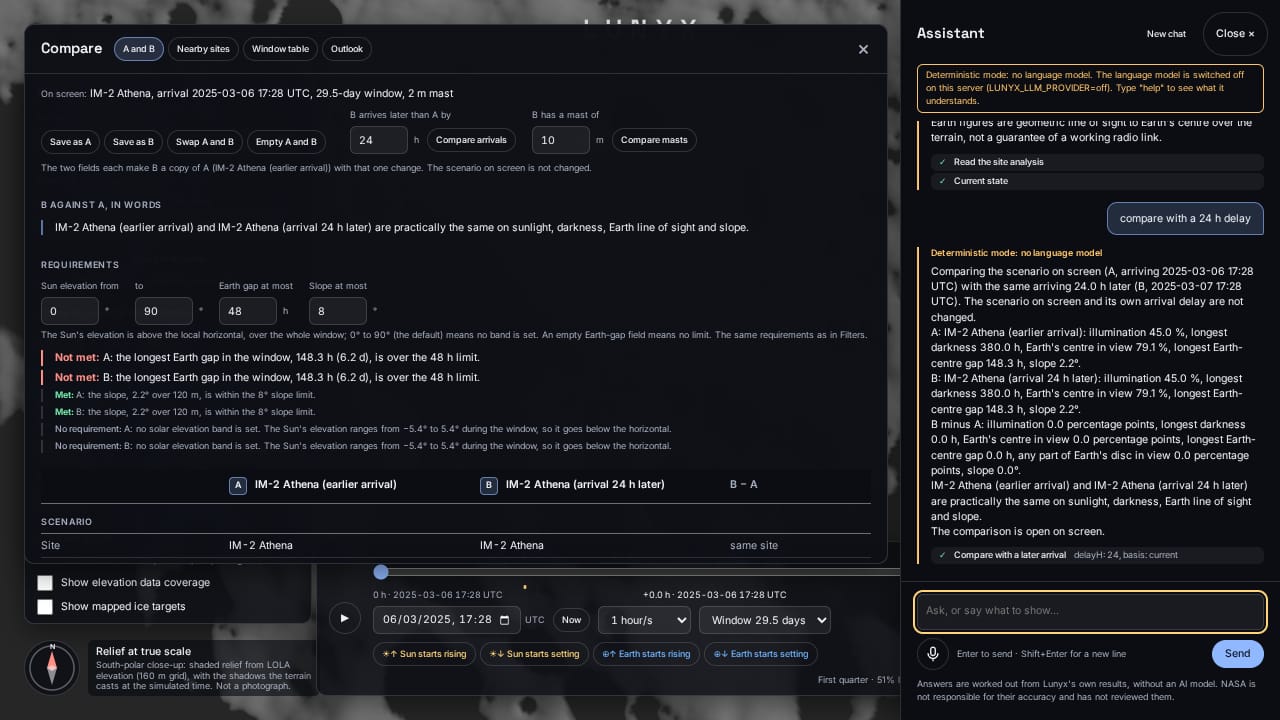 LUNYX
Compare
A and B
Nearby sites
Window table
Outlook
×
On screen: IM-2 Athena, arrival 2025-03-06 17:28 UTC, 29.5-day window, 2 m mast
B arrives later than A by
B has a mast of
Save as A
Save as B
Swap A and B
Empty A and B
24
h
Compare arrivals
10
m
Compare masts
The two fields each make B a copy of A (IM-2 Athena (earlier arrival)) with that one change. The scenario on screen is not changed.
B AGAINST A, IN WORDS
IM-2 Athena (earlier arrival) and IM-2 Athena (arrival 24 h later) are practically the same on sunlight, darkness, Earth line of sight and slope.
REQUIREMENTS
Sun elevation from
to
Earth gap at most
Slope at most
0
°
90
°
48
h
8
°
The Sun's elevation is above the local horizontal, over the whole window; 0° to 90° (the default) means no band is set. An empty Earth-gap field means no limit. The same requirements as in Filters.
Not met: A: the longest Earth gap in the window, 148.3 h (6.2 d), is over the 48 h limit.
Not met: B: the longest Earth gap in the window, 148.3 h (6.2 d), is over the 48 h limit.
Met: A: the slope, 2.2° over 120 m, is within the 8° slope limit.
Met: B: the slope, 2.2° over 120 m, is within the 8° slope limit.
No requirement: A: no solar elevation band is set. The Sun's elevation ranges from −5.4° to 5.4° during the window, so it goes below the horizontal.
No requirement: B: no solar elevation band is set. The Sun's elevation ranges from −5.4° to 5.4° during the window, so it goes below the horizontal.
A IM-2 Athena (earlier arrival)
B IM-2 Athena (arrival 24 h later)
B − A
SCENARIO
Site
IM-2 Athena
IM-2 Athena
same site
Show elevation data coverage
Show mapped ice targets
N
Relief at true scale
South-polar close-up: shaded relief from LOLA
elevation (160 m grid), with the shadows the terrain
casts at the simulated time. Not a photograph.
0 h · 2025-03-06 17:28 UTC
+0.0 h · 2025-03-06 17:28 UTC
06/03/2025, 17:28
UTC
Now
1 hour/s
Window 29.5 days
☀↑ Sun starts rising
☀↓ Sun starts setting
⊕↑ Earth starts rising
⊕↓ Earth starts setting
First quarter · 51%
Assistant
New chat
Close ×
Deterministic mode: no language model. The language model is switched off
on this server (LUNYX_LLM_PROVIDER=off). Type "help" to see what it
understands.
Earth figures are geometric line of sight to Earth's centre over the
terrain, not a guarantee of a working radio link.
✓ Read the site analysis
✓ Current state
compare with a 24 h delay
Deterministic mode: no language model
Comparing the scenario on screen (A, arriving 2025-03-06 17:28
UTC) with the same arriving 24.0 h later (B, 2025-03-07 17:28
UTC). The scenario on screen and its own arrival delay are not
changed.
A: IM-2 Athena (earlier arrival): illumination 45.0 %, longest
darkness 380.0 h, Earth's centre in view 79.1 %, longest Earth-
centre gap 148.3 h, slope 2.2°.
B: IM-2 Athena (arrival 24 h later): illumination 45.0 %, longest
darkness 380.0 h, Earth's centre in view 79.1 %, longest Earth-
centre gap 148.3 h, slope 2.2°.
B minus A: illumination 0.0 percentage points, longest darkness
0.0 h, Earth's centre in view 0.0 percentage points, longest Earth-
centre gap 0.0 h, any part of Earth's disc in view 0.0 percentage
points, slope 0.0°.
IM-2 Athena (earlier arrival) and IM-2 Athena (arrival 24 h later)
are practically the same on sunlight, darkness, Earth line of sight
and slope.
The comparison is open on screen.
✓ Compare with a later arrival delayH: 24, basis: current
Ask, or say what to show...
Enter to send · Shift+Enter for a new line
Send
Answers are worked out from Lunyx's own results, without an AI model. NASA is
not responsible for their accuracy and has not reviewed them.